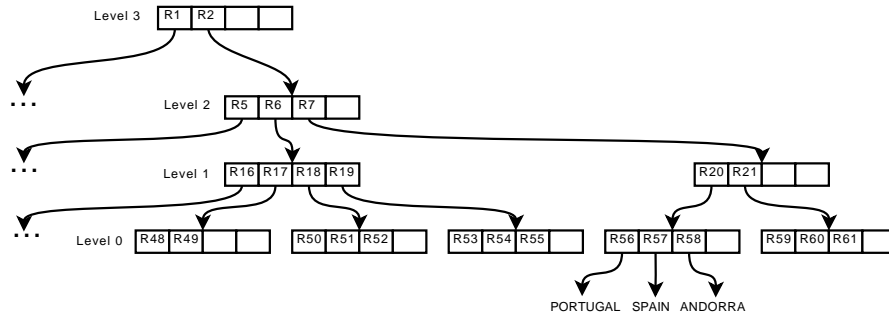 Level 3 R1 R2
...
Level 2 R5 R6 R7
...
Level 1 R16 R17 R18 R19 R20 R21
...
Level 0 R48 R49 R50 R51 R52 R53 R54 R55 R56 R57 R58 R59 R60 R61
PORTUGAL SPAIN ANDORRA